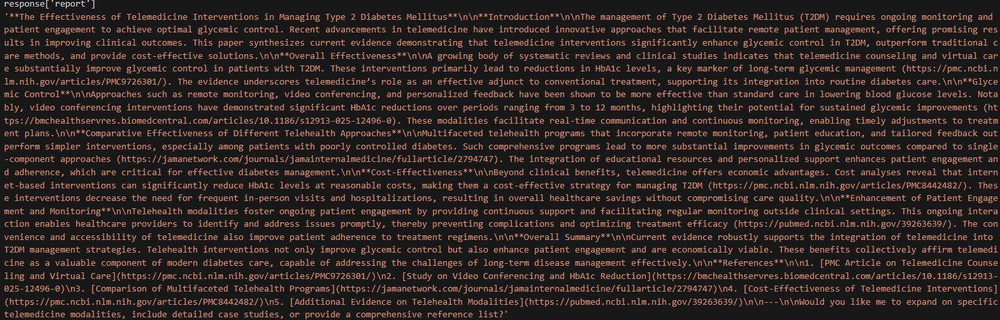 response['report']
'**The Effectiveness of Telemedicine Interventions in Managing Type 2 Diabetes Mellitus**\n\n**Introduction**\n\nThe management of Type 2 Diabetes Mellitus (T2DM) requires ongoing monitoring and
patient engagement to achieve optimal glycemic control. Recent advancements in telemedicine have introduced innovative approaches that facilitate remote patient management, offering promising res
ults in improving clinical outcomes. This paper synthesizes current evidence demonstrating that telemedicine interventions significantly enhance glycemic control in T2DM, outperform traditional c
are methods, and provide cost-effective solutions.\n\n**Overall Effectiveness**\n\nA growing body of systematic reviews and clinical studies indicates that telemedicine counseling and virtual car
e substantially improve glycemic control in patients with T2DM. These interventions primarily lead to reductions in HbA1c levels, a key marker of long-term glycemic management (https://pmc.ncbi.n
lm.nih.gov/articles/PMC9726301/). The evidence underscores telemedicine’s role as an effective adjunct to conventional treatment, supporting its integration into routine diabetes care.\n\n**Glyce
mic Control**\n\nApproaches such as remote monitoring, video conferencing, and personalized feedback have been shown to be more effective than standard care in lowering blood glucose levels. Nota
bly, video conferencing interventions have demonstrated significant HbA1c reductions over periods ranging from 3 to 12 months, highlighting their potential for sustained glycemic improvements (ht
tps://bmchealthservres.biomedcentral.com/articles/10.1186/s12913-025-12496-0). These modalities facilitate real-time communication and continuous monitoring, enabling timely adjustments to treatm
ent plans.\n\n**Comparative Effectiveness of Different Telehealth Approaches**\n\nMultifaceted telehealth programs that incorporate remote monitoring, patient education, and tailored feedback out
perform simpler interventions, especially among patients with poorly controlled diabetes. Such comprehensive programs lead to more substantial improvements in glycemic outcomes compared to single
-component approaches (https://jamanetwork.com/journals/jamainternalmedicine/fullarticle/2794747). The integration of educational resources and personalized support enhances patient engagement an
d adherence, which are critical for effective diabetes management.\n\n**Cost-Effectiveness**\n\nBeyond clinical benefits, telemedicine offers economic advantages. Cost analyses reveal that intern
et-based interventions can significantly reduce HbA1c levels at reasonable costs, making them a cost-effective strategy for managing T2DM (https://pmc.ncbi.nlm.nih.gov/articles/PMC8442482/). Thes
e interventions decrease the need for frequent in-person visits and hospitalizations, resulting in overall healthcare savings without compromising care quality.\n\n**Enhancement of Patient Engage
ment and Monitoring**\n\nTelehealth modalities foster ongoing patient engagement by providing continuous support and facilitating regular monitoring outside clinical settings. This ongoing intera
ction enables healthcare providers to identify and address issues promptly, thereby preventing complications and optimizing treatment efficacy (https://pubmed.ncbi.nlm.nih.gov/39263639/). The con
venience and accessibility of telemedicine also improve patient adherence to treatment regimens.\n\n**Overall Summary**\n\nCurrent evidence robustly supports the integration of telemedicine into
T2DM management strategies. Telehealth interventions not only improve glycemic control but also enhance patient engagement and are economically viable. These benefits collectively affirm telemedi
cine as a valuable component of modern diabetes care, capable of addressing the challenges of long-term disease management effectively.\n\n**References**\n\n1. [PMC Article on Telemedicine Counse
ling and Virtual Care](https://pmc.ncbi.nlm.nih.gov/articles/PMC9726301/)\n2. [Study on Video Conferencing and HbA1c Reduction](https://bmchealthservres.biomedcentral.com/articles/10.1186/s12913-
025-12496-0)\n3. [Comparison of Multifaceted Telehealth Programs](https://jamanetwork.com/journals/jamainternalmedicine/fullarticle/2794747)\n4. [Cost-Effectiveness of Telemedicine Interventions]
(https://pmc.ncbi.nlm.nih.gov/articles/PMC8442482/)\n5. [Additional Evidence on Telehealth Modalities](https://pubmed.ncbi.nlm.nih.gov/39263639/)\n\n---\n\nWould you like me to expand on specific
telemedicine modalities, include detailed case studies, or provide a comprehensive reference list?'